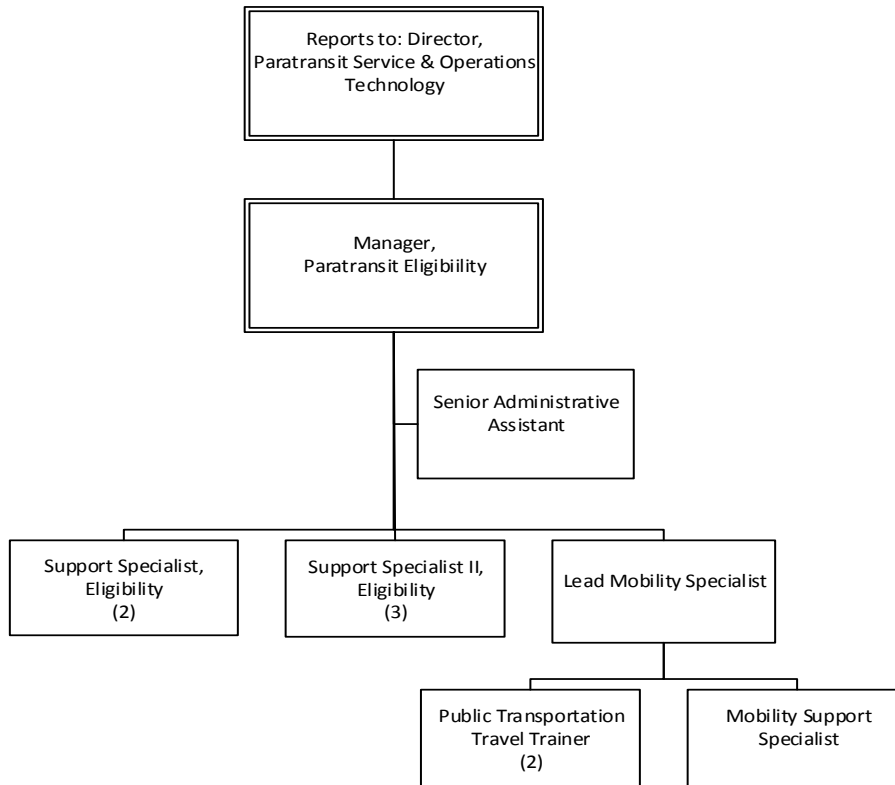 Reports to: Director,
Paratransit Service & Operations
Technology
Manager,
Paratransit Eligibiility
Senior Administrative
Assistant
Support Specialist,
Eligibility
(2)
Support Specialist II,
Eligibility
(3)
Lead Mobility Specialist
Public Transportation
Travel Trainer
(2)
Mobility Support
Specialist